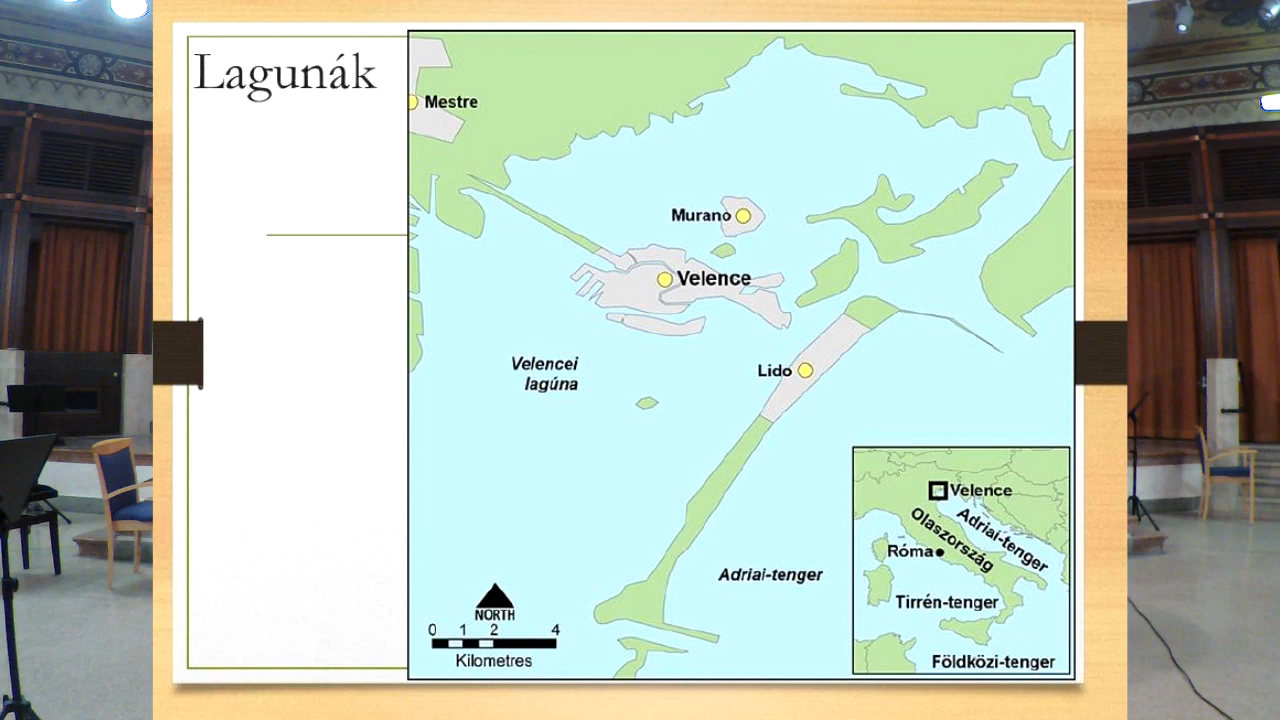 Lagunák
Mestre
Murano
Velence
Velencei
lagúna
Lido
Adriai-tenger
NORTH
0 1 2 4
Kilometres
Velence
Adriai-tenger
Olaszország
Róma
Tirrén-tenger
Földközi-tenger